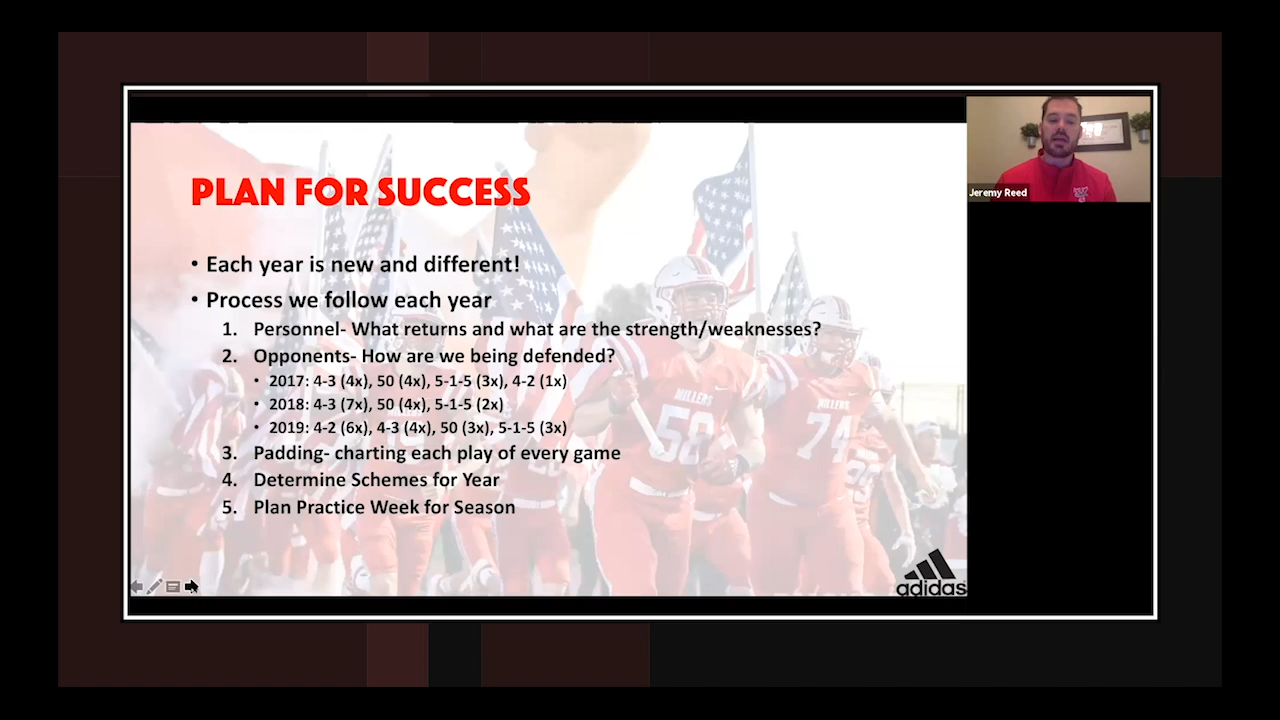 PLAN FOR SUCCESS
• Each year is new and different!
• Process we follow each year
1. Personnel- What returns and what are the strength/weaknesses?
2. Opponents- How are we being defended?
• 2017: 4-3 (4x), 50 (4x), 5-1-5 (3x), 4-2 (1x)
• 2018: 4-3 (7x), 50 (4x), 5-1-5 (2x)
• 2019: 4-2 (6x), 4-3 (4x), 50 (3x), 5-1-5 (3x)
3. Padding- charting each play of every game
4. Determine Schemes for Year
5. Plan Practice Week for Season
MILLERS
58
MILLERS
74
adidas
Jeremy Reed